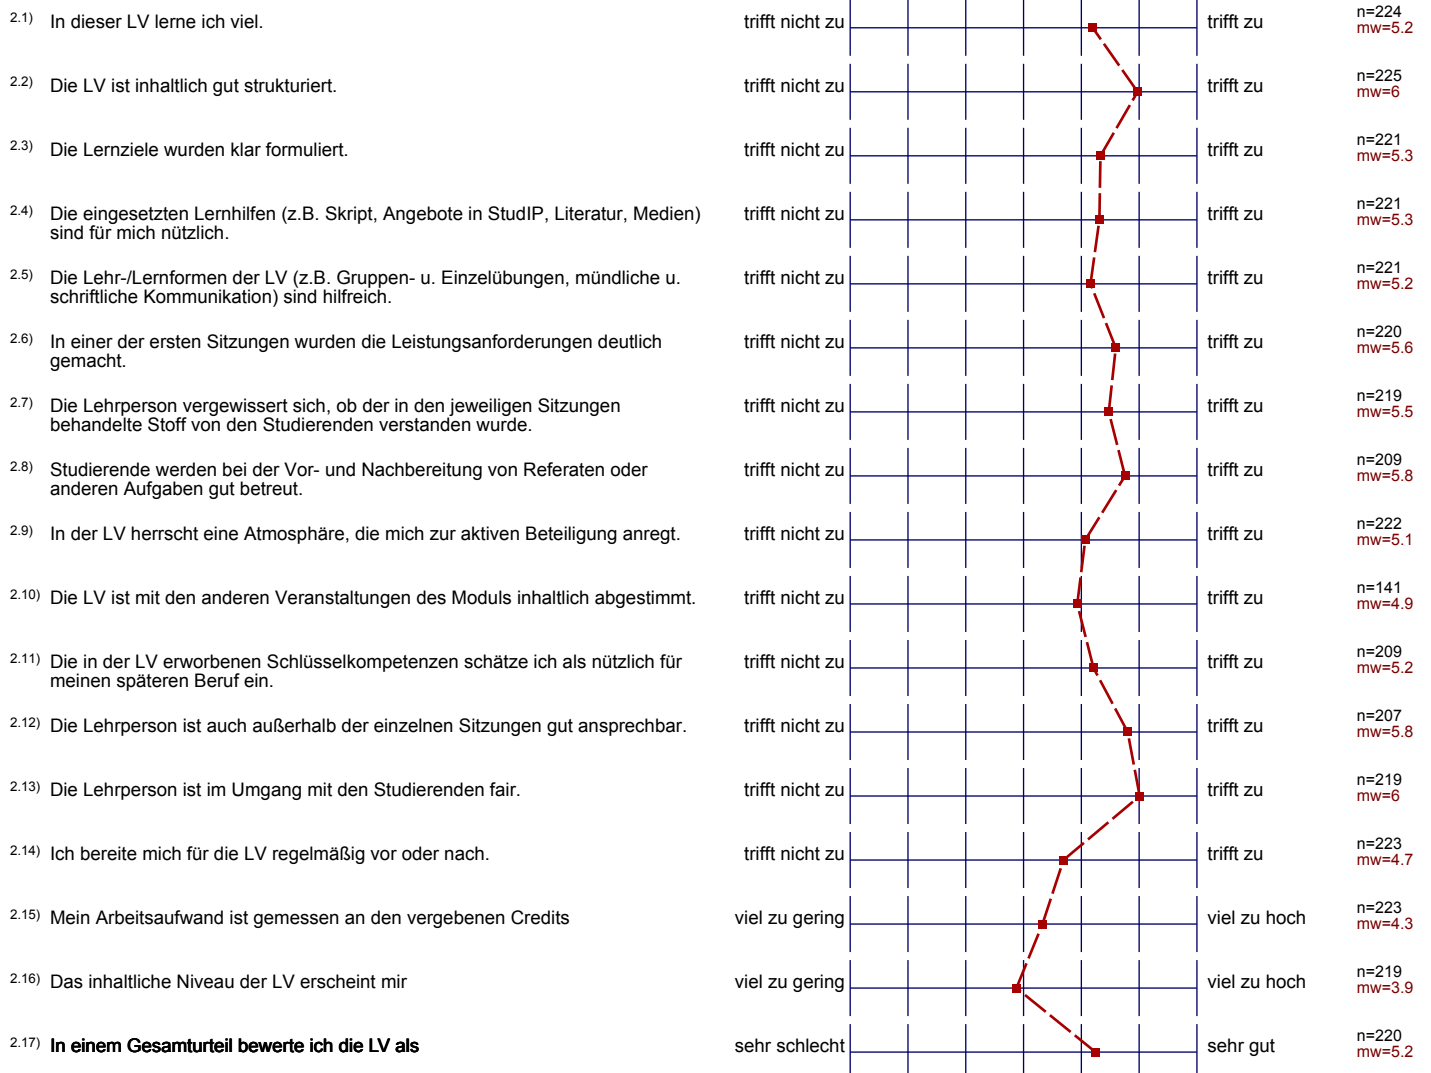 2.1) In dieser LV lerne ich viel. trifft nicht zu trifft zu n=224
mw=5.2
2.2) Die LV ist inhaltlich gut strukturiert. trifft nicht zu trifft zu n=225
mw=6
2.3) Die Lernziele wurden klar formuliert. trifft nicht zu trifft zu n=221
mw=5.3
2.4) Die eingesetzten Lernhilfen (z.B. Skript, Angebote in StudIP, Literatur, Medien) trifft nicht zu trifft zu n=221
sind für mich nützlich. mw=5.3
2.5) Die Lehr-/Lernformen der LV (z.B. Gruppen- u. Einzelübungen, mündliche u. trifft nicht zu trifft zu n=221
schriftliche Kommunikation) sind hilfreich. mw=5.2
2.6) In einer der ersten Sitzungen wurden die Leistungsanforderungen deutlich trifft nicht zu trifft zu n=220
gemacht. mw=5.6
2.7) Die Lehrperson vergewissert sich, ob der in den jeweiligen Sitzungen trifft nicht zu trifft zu n=219
behandelte Stoff von den Studierenden verstanden wurde. mw=5.5
2.8) Studierende werden bei der Vor- und Nachbereitung von Referaten oder trifft nicht zu trifft zu n=209
anderen Aufgaben gut betreut. mw=5.8
2.9) In der LV herrscht eine Atmosphäre, die mich zur aktiven Beteiligung anregt. trifft nicht zu trifft zu n=222
mw=5.1
2.10) Die LV ist mit den anderen Veranstaltungen des Moduls inhaltlich abgestimmt. trifft nicht zu trifft zu n=141
mw=4.9
2.11) Die in der LV erworbenen Schlüsselkompetenzen schätze ich als nützlich für trifft nicht zu trifft zu n=209
meinen späteren Beruf ein. mw=5.2
2.12) Die Lehrperson ist auch außerhalb der einzelnen Sitzungen gut ansprechbar. trifft nicht zu trifft zu n=207
mw=5.8
2.13) Die Lehrperson ist im Umgang mit den Studierenden fair. trifft nicht zu trifft zu n=219
mw=6
2.14) Ich bereite mich für die LV regelmäßig vor oder nach. trifft nicht zu trifft zu n=223
mw=4.7
2.15) Mein Arbeitsaufwand ist gemessen an den vergebenen Credits viel zu gering viel zu hoch n=223
mw=4.3
2.16) Das inhaltliche Niveau der LV erscheint mir viel zu gering viel zu hoch n=219
mw=3.9
2.17) In einem Gesamturteil bewerte ich die LV als sehr schlecht sehr gut n=220
mw=5.2